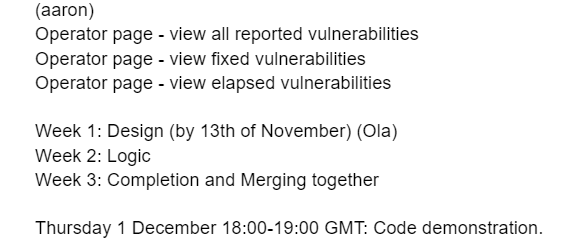 (aaron)
Operator page - view all reported vulnerabilities
Operator page - view fixed vulnerabilities
Operator page - view elapsed vulnerabilities
Week 1: Design (by 13th of November) (Ola)
Week 2: Logic
Week 3: Completion and Merging together
Thursday 1 December 18:00-19:00 GMT: Code demonstration.